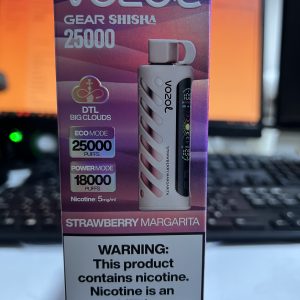 VOZOL
GEAR SHISHA
25000
DTL
BIG CLOUDS
ECO MODE
25000
PUFFS
POWER MODE
18000
PUFFS
Nicotine: 5mg/ml
VOZOL
STRAWBERRY MARGARITA
WARNING:
This product
contains nicotine.
Nicotine is an